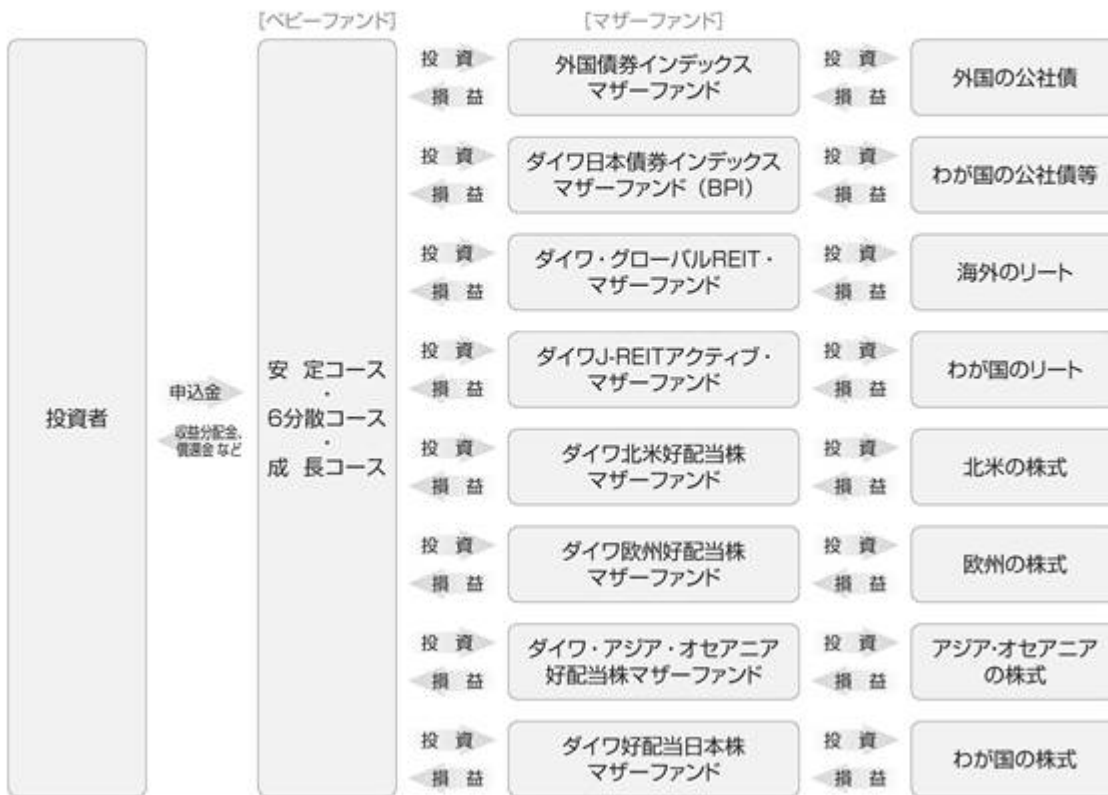 [ベビーファンド]
[マザーファンド]
投資者
申込金
収益分配金、
償還金 など
安 定コース
・
6分散コース
・
成 長コース
投 資
損 益
外国債券インデックス
マザーファンド
投 資
損 益
外国の公社債
投 資
損 益
ダイワ日本債券インデックス
マザーファンド（BPI）
投 資
損 益
わが国の公社債等
投 資
損 益
ダイワ・グローバルREIT・
マザーファンド
投 資
損 益
海外のリート
投 資
損 益
ダイワJ-REITアクティブ・
マザーファンド
投 資
損 益
わが国のリート
投 資
損 益
ダイワ北米好配当株
マザーファンド
投 資
損 益
北米の株式
投 資
損 益
ダイワ欧州好配当株
マザーファンド
投 資
損 益
欧州の株式
投 資
損 益
ダイワ・アジア・オセアニア
好配当株マザーファンド
投 資
損 益
アジア・オセアニア
の株式
投 資
損 益
ダイワ好配当日本株
マザーファンド
投 資
損 益
わが国の株式